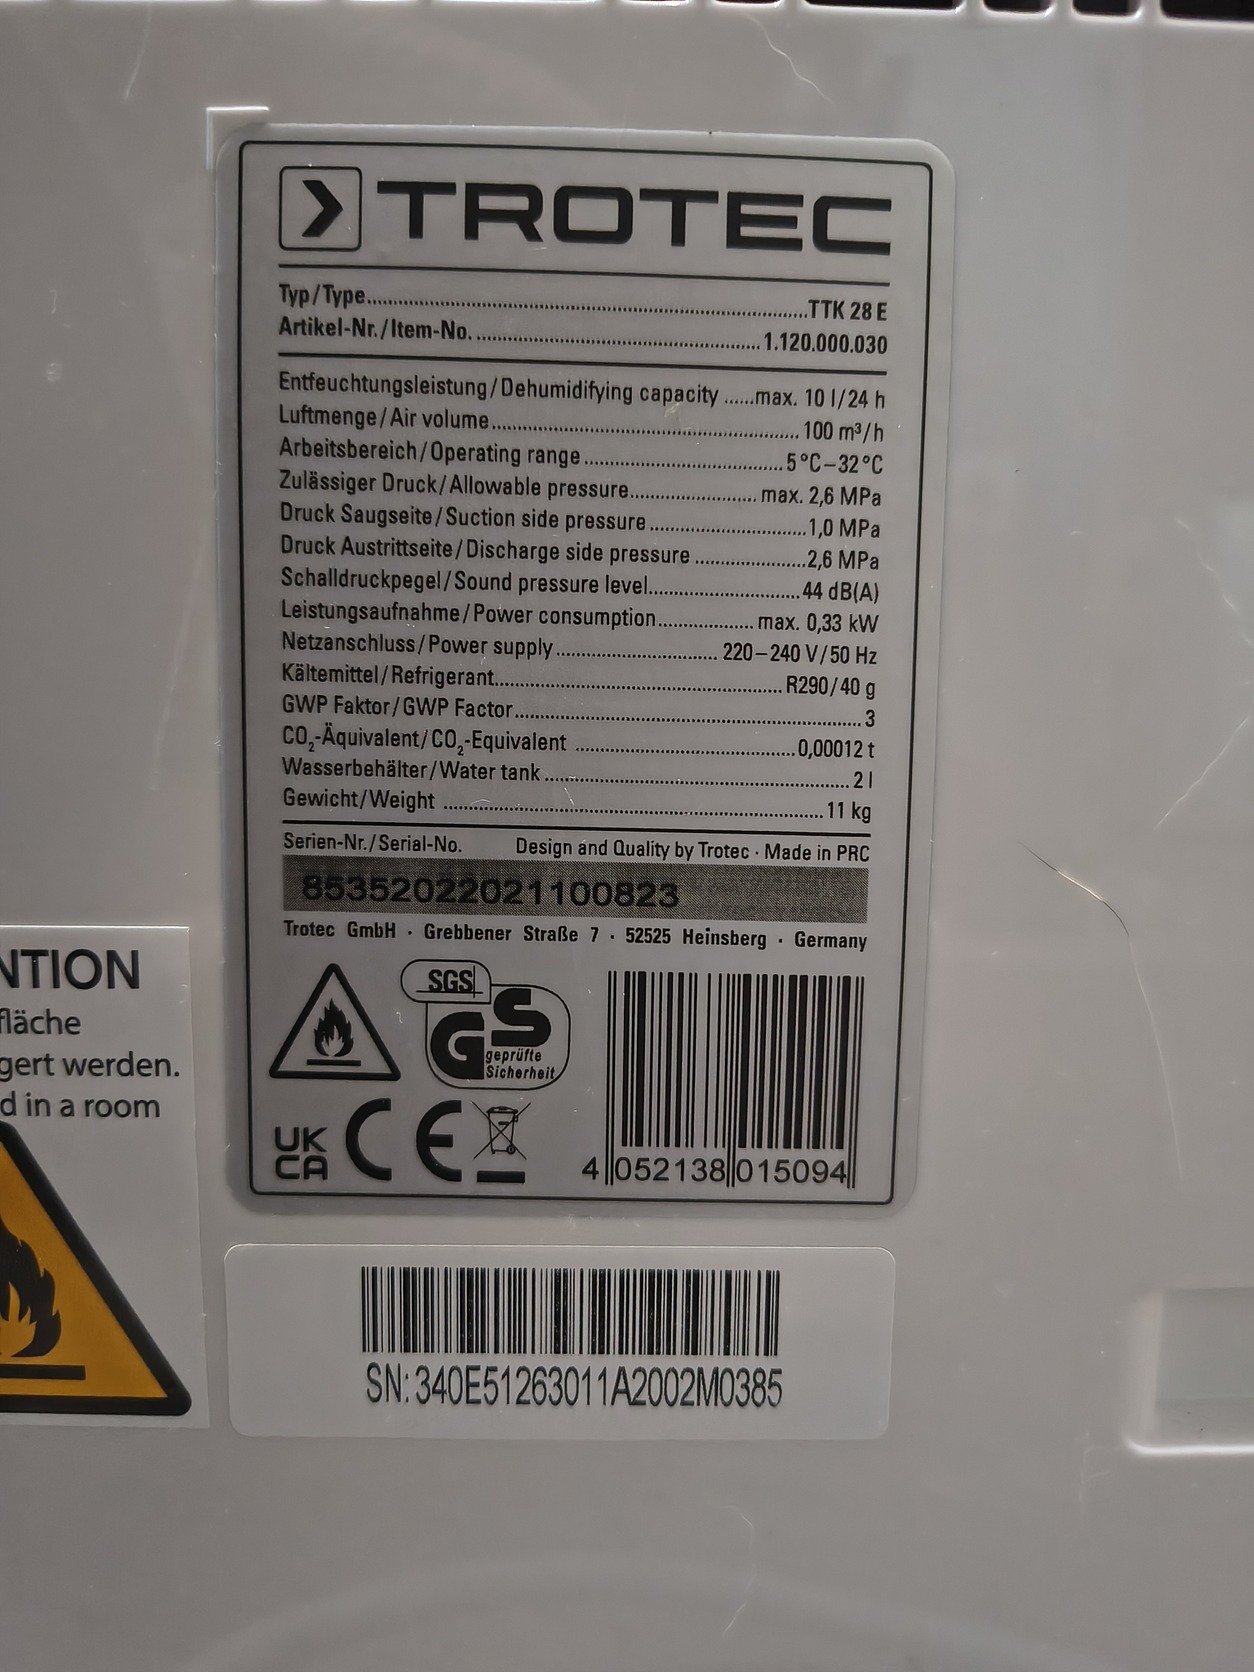 TROTEC
Typ/Type TTK 28 E
Artikel-Nr./Item-No. 1.120.000.030
Entfeuchtungsleistung/Dehumidifying capacity max. 10 l/24 h
Luftmenge/Air volume 100 m³/h
Arbeitsbereich/Operating range 5°C–32°C
Zulässiger Druck/Allowable pressure max. 2,6 MPa
Druck Saugseite/Suction side pressure 1,0 MPa
Druck Austrittseite/Discharge side pressure 2,6 MPa
Schalldruckpegel/Sound pressure level 44 dB(A)
Leistungsaufnahme/Power consumption max. 0,33 kW
Netzanschluss/Power supply 220–240 V/50 Hz
Kältemittel/Refrigerant R290/40 g
GWP Faktor/GWP Factor 3
CO₂-Äquivalent/CO₂-Equivalent 0,00012 t
Wasserbehälter/Water tank 2 l
Gewicht/Weight 11 kg
Serien-Nr./Serial-No. Design and Quality by Trotec · Made in PRC
85352022021100823
Trotec GmbH · Grebbener Straße 7 · 52525 Heinsberg · Germany
SGS
GS
geprüfte
Sicherheit
UK
CA
CE
4 052138 015094
NTION
fläche
gert werden.
d in a room
SN:340E51263011A2002M0385